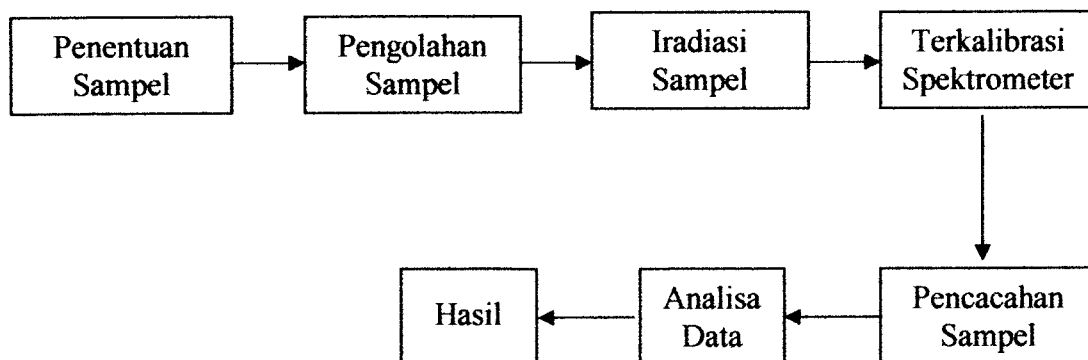 Penentuan
Sampel
Pengolahan
Sampel
Iradiasi
Sampel
Terkalibrasi
Spektrometer
Pencacahan
Sampel
Analisa
Data
Hasil